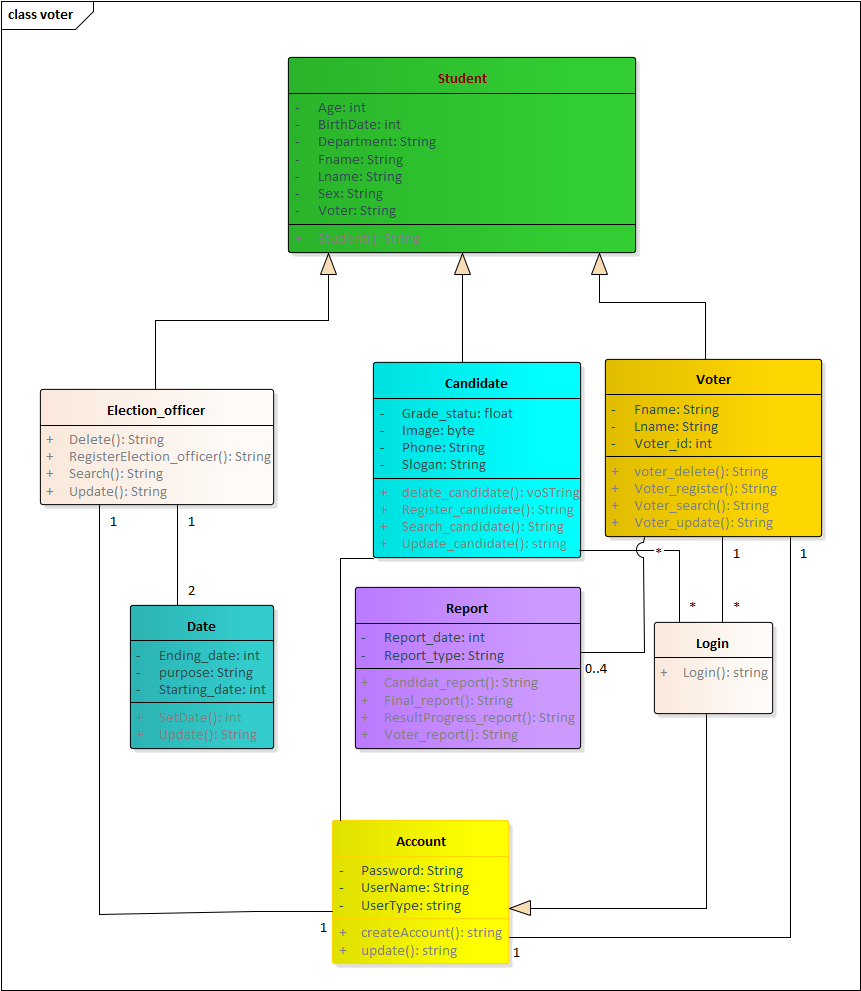 class voter
Student
- Age: int
- BirthDate: int
- Department: String
- Fname: String
- Lname: String
- Sex: String
- Voter: String
+ Student(): String
Election_officer
+ Delete(): String
+ RegisterElection_officer(): String
+ Search(): String
+ Update(): String
Candidate
- Grade_statu: float
- Image: byte
- Phone: String
- Slogan: String
+ delate_candidate(): voSTring
+ Register_candidate(): String
+ Search_candidate(): String
+ Update_candidate(): string
Voter
- Fname: String
- Lname: String
- Voter_id: int
+ voter_delete(): String
+ Voter_register(): String
+ Voter_search(): String
+ Voter_update(): String
1
1
*
1
1
2
*
*
Date
- Ending_date: int
- purpose: String
- Starting_date: int
+ SetDate(): int
+ Update(): String
Report
- Report_date: int
- Report_type: String
+ Candidat_report(): String
+ Final_report(): String
+ ResultProgress_report(): String
+ Voter_report(): String
0..4
Login
+ Login(): string
Account
- Password: String
- UserName: String
- UserType: string
+ createAccount(): string
+ update(): string
1
1